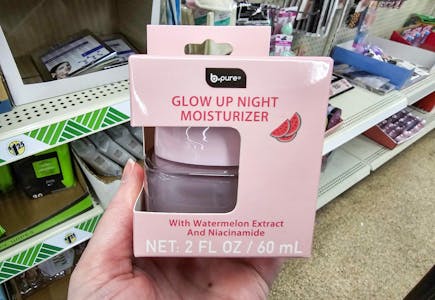 b.pure®
GLOW UP NIGHT
MOISTURIZER
With Watermelon Extract
And Niacinamide
NET: 2 FL OZ / 60 mL